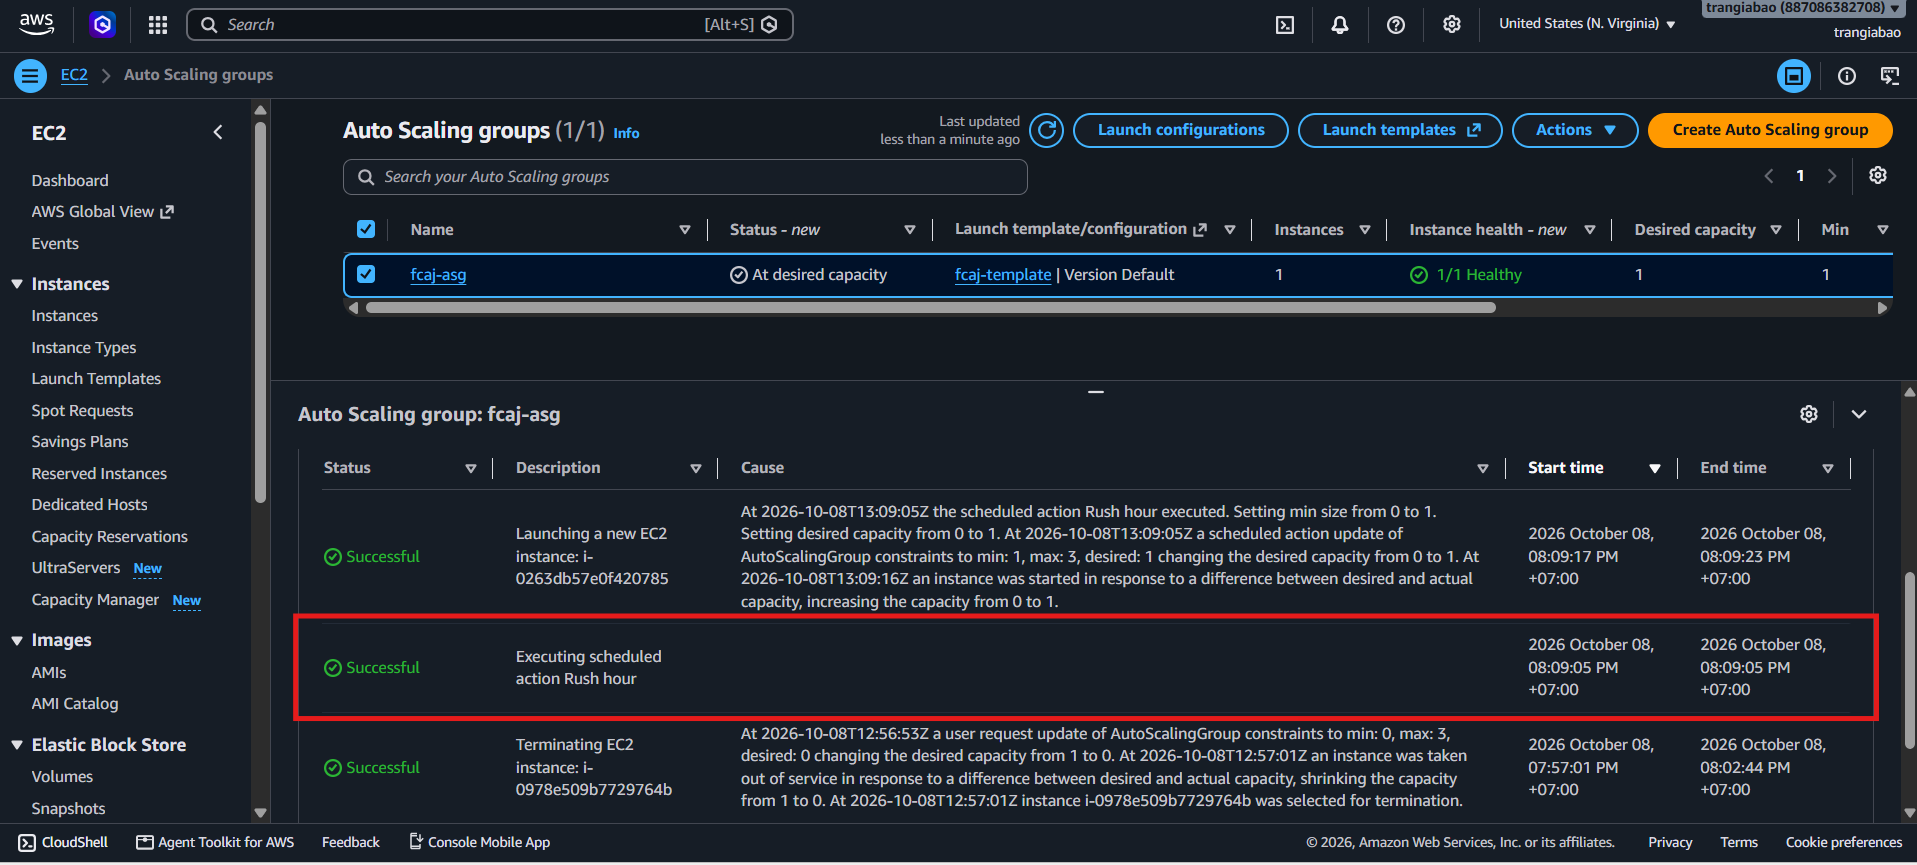 aws
Search
[Alt+S]
United States (N. Virginia)
trangiabao (887086382708)
trangiabao
EC2
Auto Scaling groups
EC2
Dashboard
AWS Global View
Events
Instances
Instances
Instance Types
Launch Templates
Spot Requests
Savings Plans
Reserved Instances
Dedicated Hosts
Capacity Reservations
UltraServers New
Capacity Manager New
Images
AMIs
AMI Catalog
Elastic Block Store
Volumes
Snapshots
Auto Scaling groups (1/1) Info
Last updated
less than a minute ago
Launch configurations
Launch templates
Actions
Create Auto Scaling group
Search your Auto Scaling groups
1
Name
Status - new
Launch template/configuration
Instances
Instance health - new
Desired capacity
Min
fcaj-asg
At desired capacity
fcaj-template | Version Default
1
1/1 Healthy
1
1
Auto Scaling group: fcaj-asg
Status
Description
Cause
Start time
End time
Successful
Launching a new EC2
instance: i-
0263db57e0f420785
At 2026-10-08T13:09:05Z the scheduled action Rush hour executed. Setting min size from 0 to 1.
Setting desired capacity from 0 to 1. At 2026-10-08T13:09:05Z a scheduled action update of
AutoScalingGroup constraints to min: 1, max: 3, desired: 1 changing the desired capacity from 0 to 1. At
2026-10-08T13:09:16Z an instance was started in response to a difference between desired and actual
capacity, increasing the capacity from 0 to 1.
2026 October 08,
08:09:17 PM
+07:00
2026 October 08,
08:09:23 PM
+07:00
Successful
Executing scheduled
action Rush hour
2026 October 08,
08:09:05 PM
+07:00
2026 October 08,
08:09:05 PM
+07:00
Successful
Terminating EC2
instance: i-
0978e509b7729764b
At 2026-10-08T12:56:53Z a user request update of AutoScalingGroup constraints to min: 0, max: 3,
desired: 0 changing the desired capacity from 1 to 0. At 2026-10-08T12:57:01Z an instance was taken
out of service in response to a difference between desired and actual capacity, shrinking the capacity
from 1 to 0. At 2026-10-08T12:57:01Z instance i-0978e509b7729764b was selected for termination.
2026 October 08,
07:57:01 PM
+07:00
2026 October 08,
08:02:44 PM
+07:00
CloudShell
Agent Toolkit for AWS
Feedback
Console Mobile App
© 2026, Amazon Web Services, Inc. or its affiliates.
Privacy
Terms
Cookie preferences